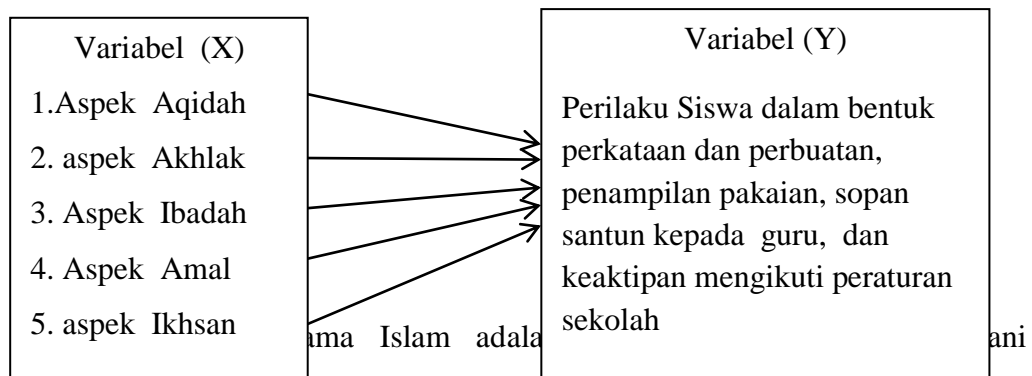 Variabel (X)
1.Aspek Aqidah
2. aspek Akhlak
3. Aspek Ibadah
4. Aspek Amal
5. aspek Ikhsan
Variabel (Y)
Perilaku Siswa dalam bentuk
perkataan dan perbuatan,
penampilan pakaian, sopan
santun kepada guru, dan
keaktipan mengikuti peraturan
sekolah
ama Islam adala ani